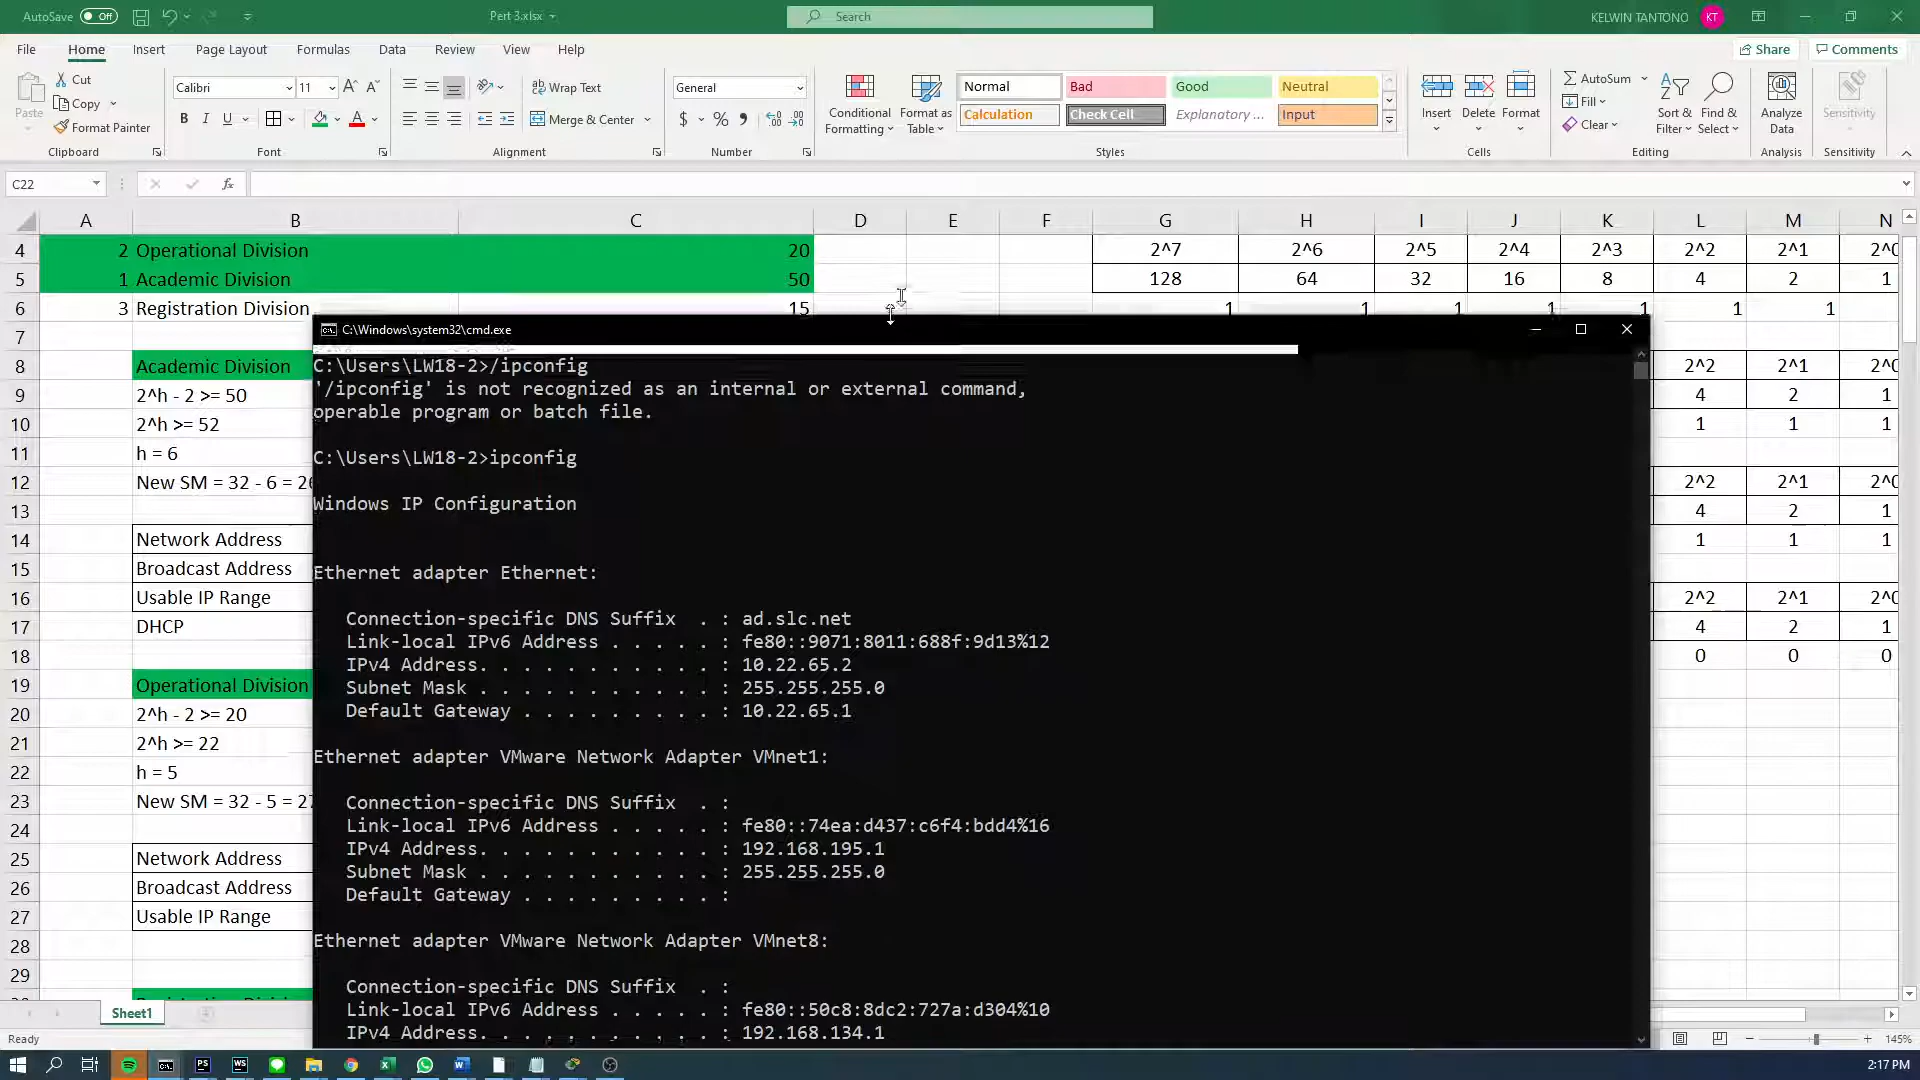 AutoSave Off Pert 3.xlsx Search KELWIN TANTONO KT
File Home Insert Page Layout Formulas Data Review View Help Share Comments
Paste Cut Copy Format Painter
Calibri 11 General
B I U
Wrap Text
Merge & Center
$ %
Conditional Formatting Format as Table
Normal Bad Good Neutral
Calculation Check Cell Explanatory ... Input
Insert Delete Format
AutoSum Fill Clear
Sort & Filter Find & Select
Analyze Data
Sensitivity
Clipboard Font Alignment Number Styles Cells Editing Analysis Sensitivity
C22 fx
A B C D E F G H I J K L M N
4 2 Operational Division 20 2^7 2^6 2^5 2^4 2^3 2^2 2^1
5 1 Academic Division 50 128 64 32 16 8 4 2 1
6 3 Registration Division 15 1 1 1 1 1 1 1
7
8 Academic Division 2^2 2^1
9 2^h - 2 >= 50 4 2 1
10 2^h >= 52 1 1 1
11 h = 6
12 New SM = 32 - 6 = 2^2 2^1
13 4 2 1
14 Network Address 1 1 1
15 Broadcast Address
16 Usable IP Range 2^2 2^1
17 DHCP 4 2 1
18 0 0 0
19 Operational Division
20 2^h - 2 >= 20
21 2^h >= 22
22 h = 5
23 New SM = 32 - 5 =
24
25 Network Address
26 Broadcast Address
27 Usable IP Range
28
29
C:\Windows\system32\cmd.exe
C:\Users\LW18-2>/ipconfig
'/ipconfig' is not recognized as an internal or external command,
operable program or batch file.
C:\Users\LW18-2>ipconfig
Windows IP Configuration
Ethernet adapter Ethernet:
Connection-specific DNS Suffix . : ad.slc.net
Link-local IPv6 Address . . . . . : fe80::9071:8011:688f:9d13%12
IPv4 Address. . . . . . . . . . . : 10.22.65.2
Subnet Mask . . . . . . . . . . . : 255.255.255.0
Default Gateway . . . . . . . . . : 10.22.65.1
Ethernet adapter VMware Network Adapter VMnet1:
Connection-specific DNS Suffix . :
Link-local IPv6 Address . . . . . : fe80::74ea:d437:c6f4:bdd4%16
IPv4 Address. . . . . . . . . . . : 192.168.195.1
Subnet Mask . . . . . . . . . . . : 255.255.255.0
Default Gateway . . . . . . . . . :
Ethernet adapter VMware Network Adapter VMnet8:
Connection-specific DNS Suffix . :
Link-local IPv6 Address . . . . . : fe80::50c8:8dc2:727a:d304%10
IPv4 Address. . . . . . . . . . . : 192.168.134.1
Sheet1
Ready 145%
2:17 PM